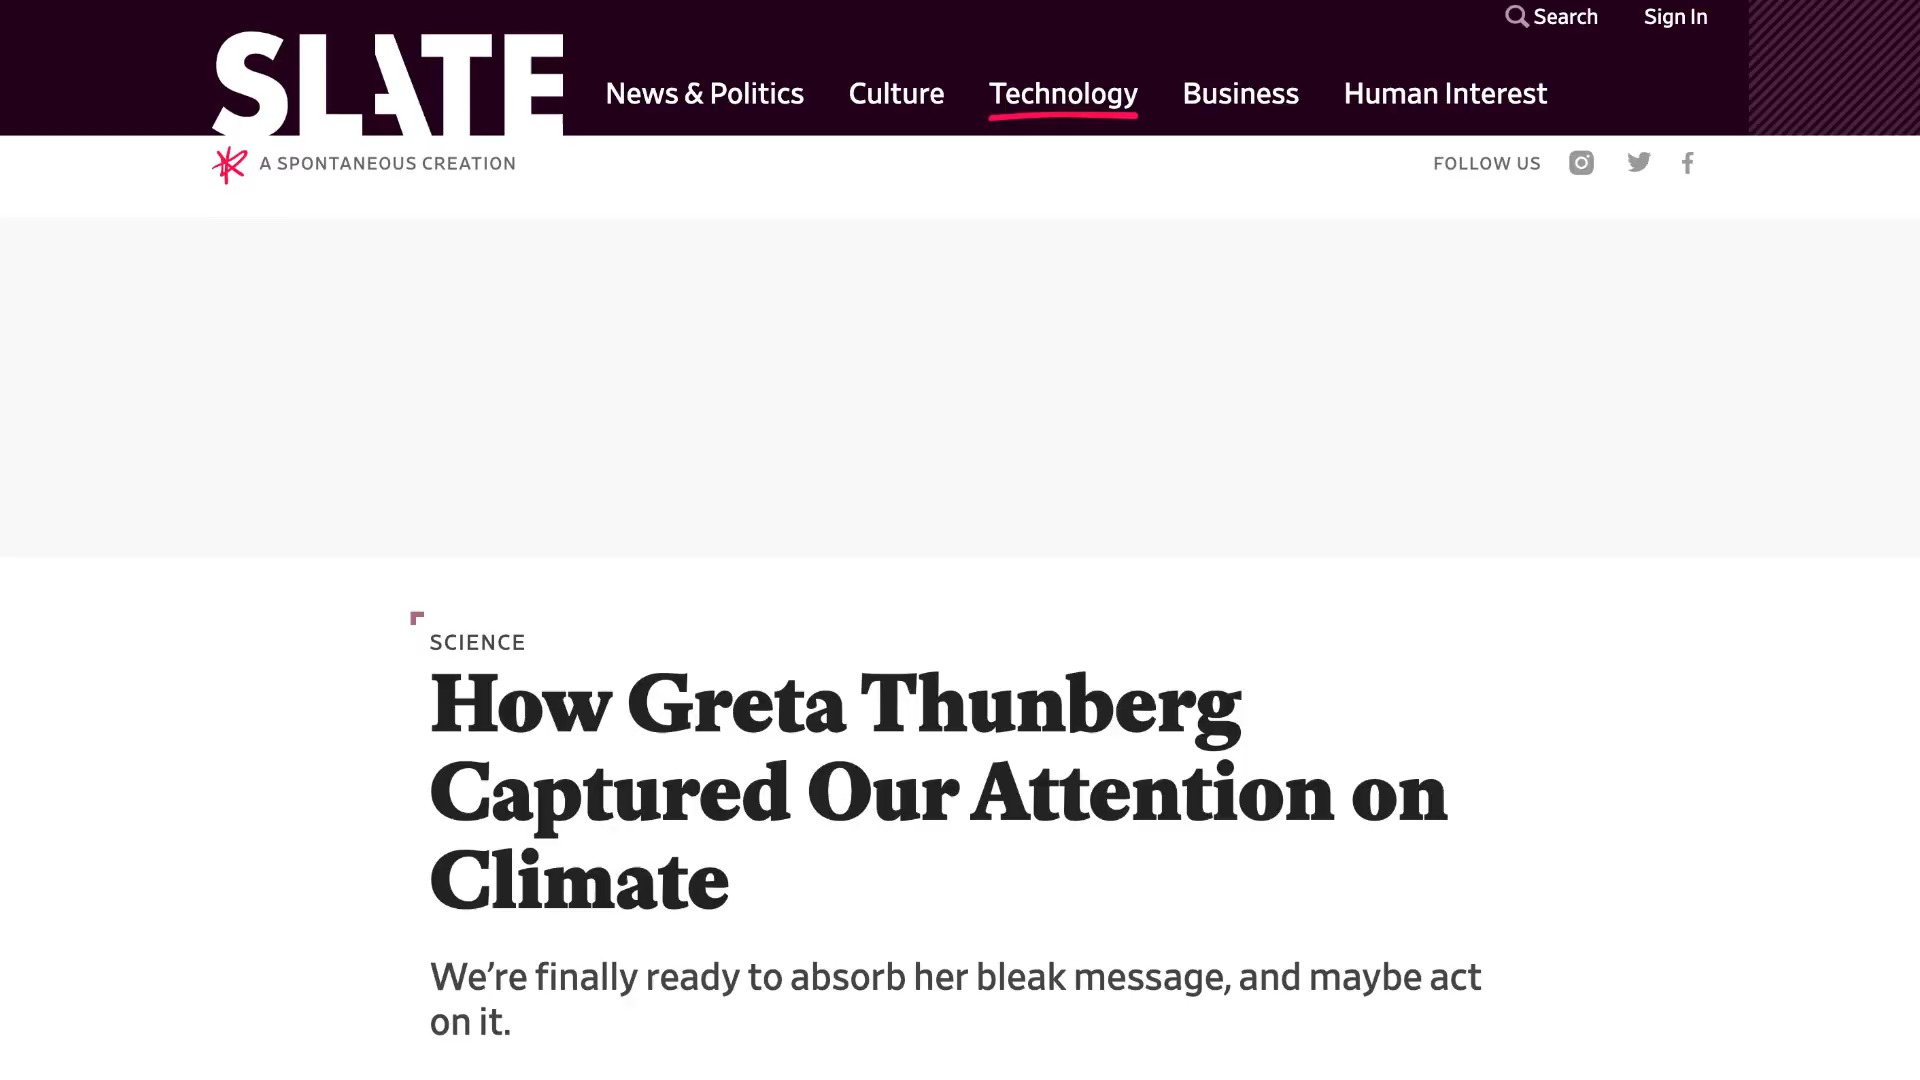 Search Sign In
SLATE
News & Politics Culture Technology Business Human Interest
A SPONTANEOUS CREATION
FOLLOW US
SCIENCE
How Greta Thunberg
Captured Our Attention on
Climate
We’re finally ready to absorb her bleak message, and maybe act
on it.